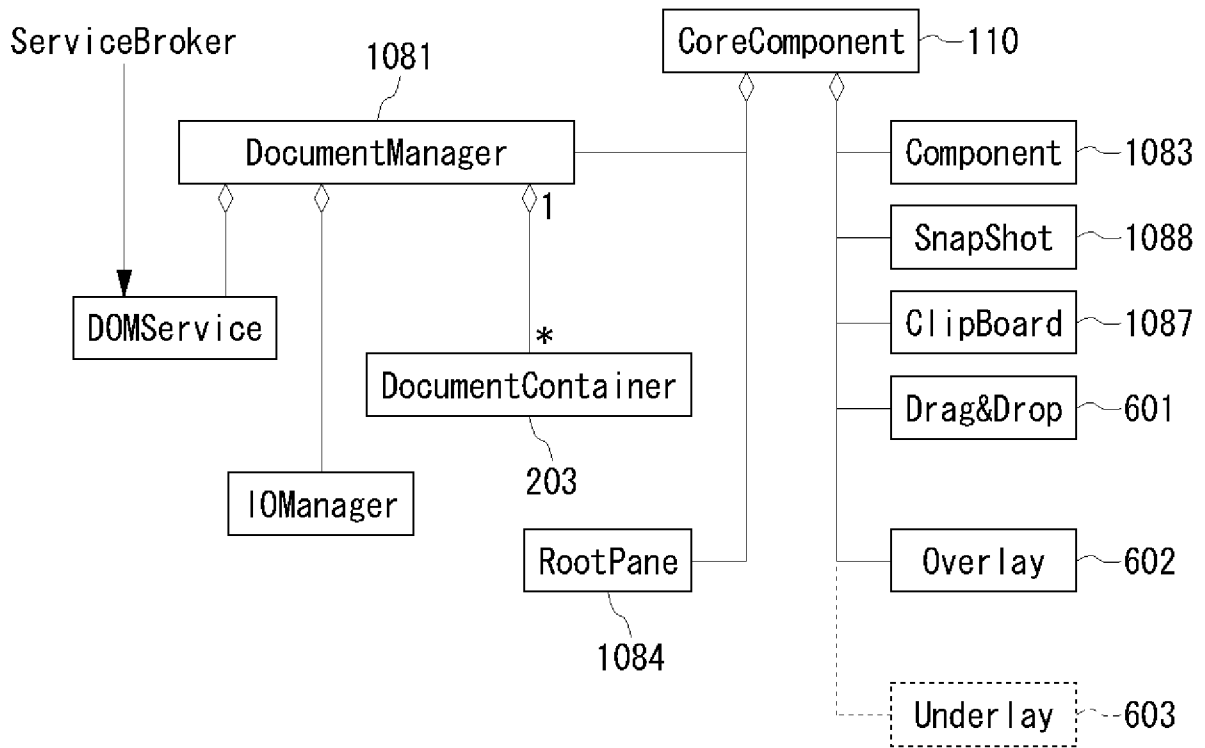 ServiceBroker
CoreComponent
110
1081
DocumentManager
Component
1083
1
SnapShot
1088
DOMService
ClipBoard
1087
*
DocumentContainer
Drag&Drop
601
203
IOManager
RootPane
Overlay
602
1084
Underlay
603